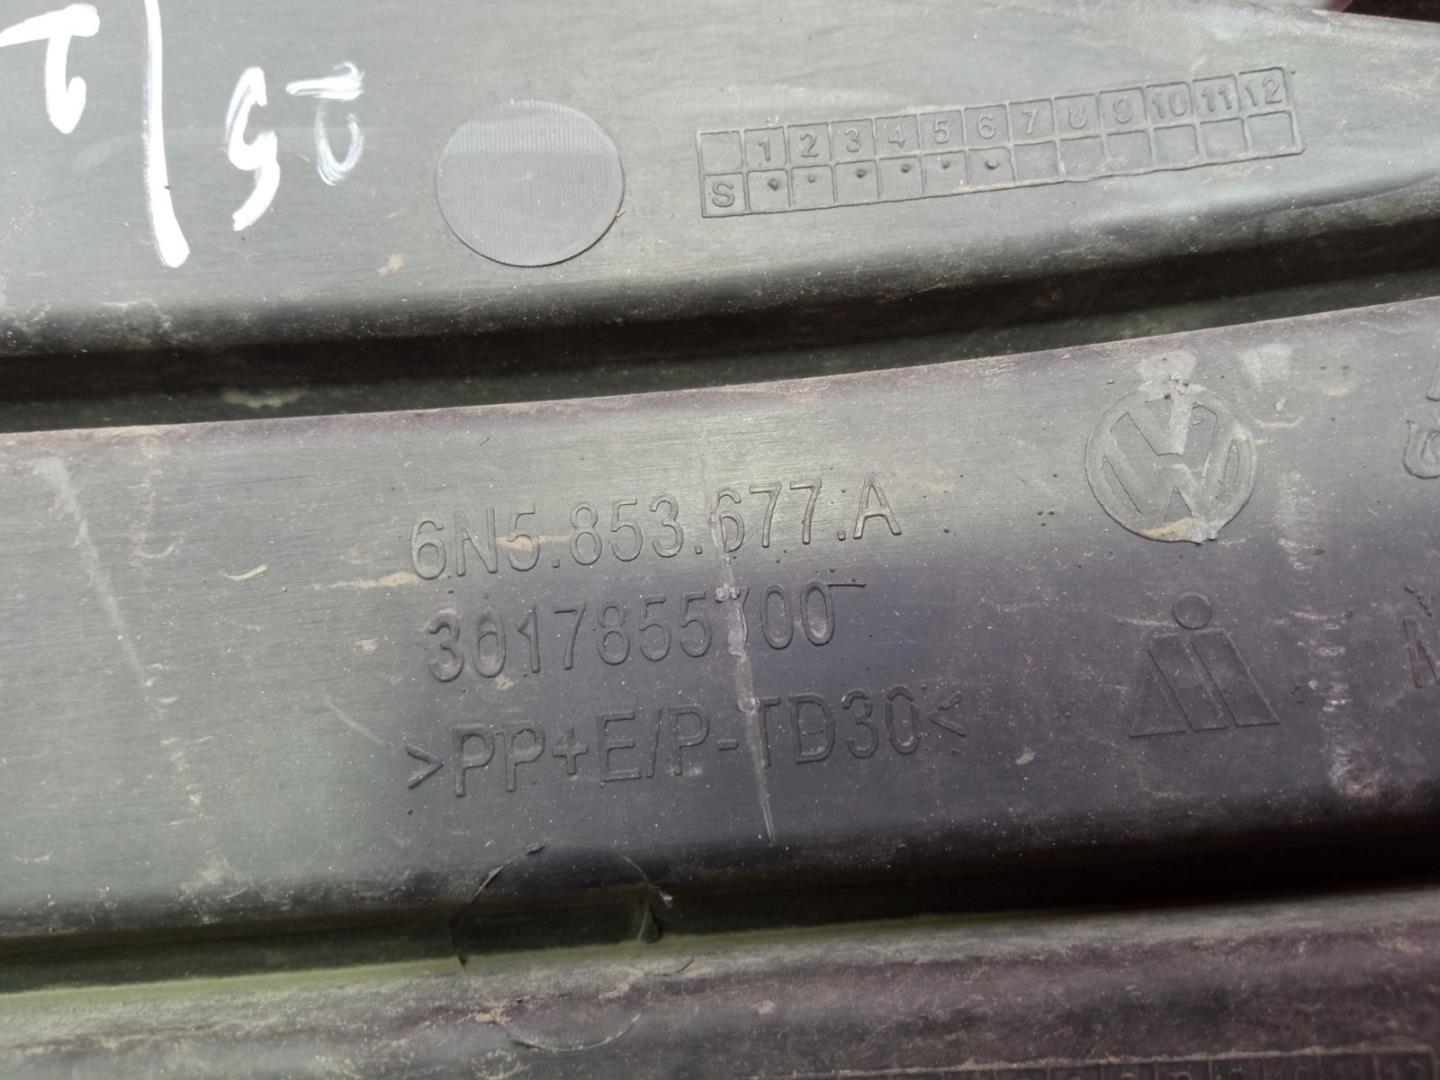 1 2 3 4 5 6 7 8 9 10 11 12
S
6N5.853.677.A
3017855700
>PP+E/P-TD30<